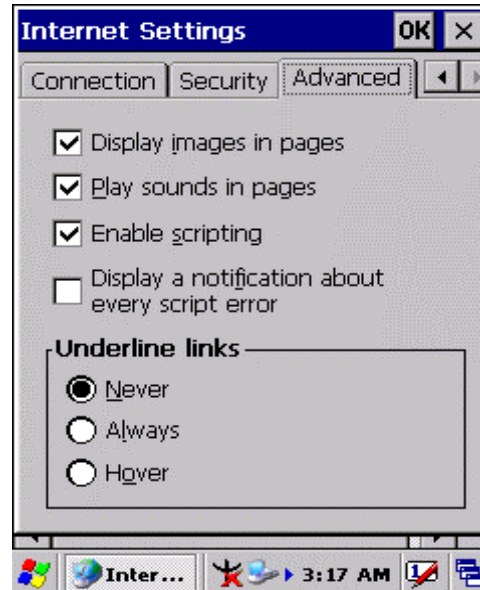 Internet Settings OK ×
Connection Security Advanced
Display images in pages
Play sounds in pages
Enable scripting
Display a notification about
every script error
Underline links
Never
Always
Hover
Inter... 3:17 AM